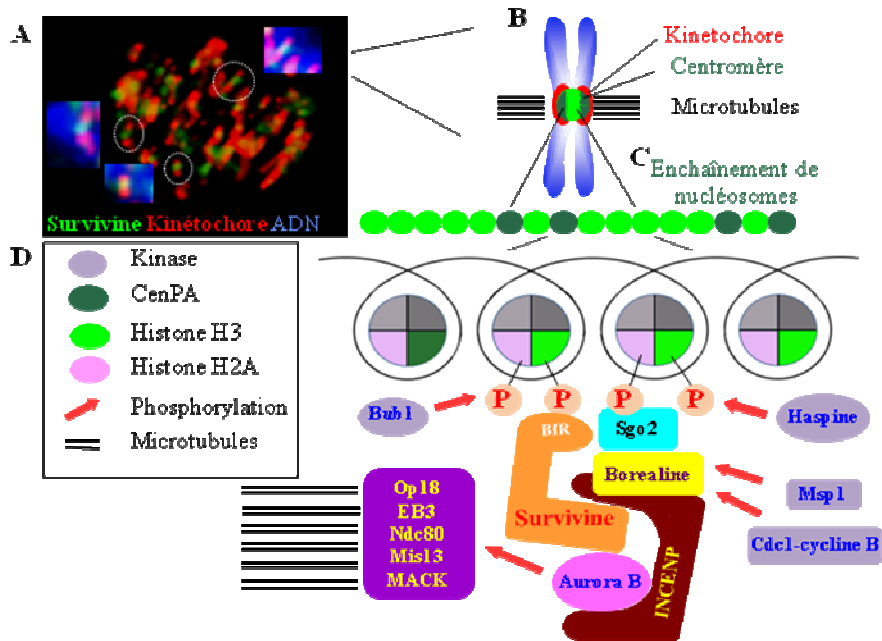 A
Survivine Kinétochore ADN
B
Kinetochore
Centromère
Microtubules
C
Enchaînement de
nucléosomes
D
Kinase
CenPA
Histone H3
Histone H2A
Phosphorylation
Microtubules
P P P P
Bub1
Haspine
BIR
Sgo2
Borealine
Msp1
Survivine
Cdc1-cycline B
INCENP
Aurora B
Op18
EB3
Ndc80
Mis13
MACK